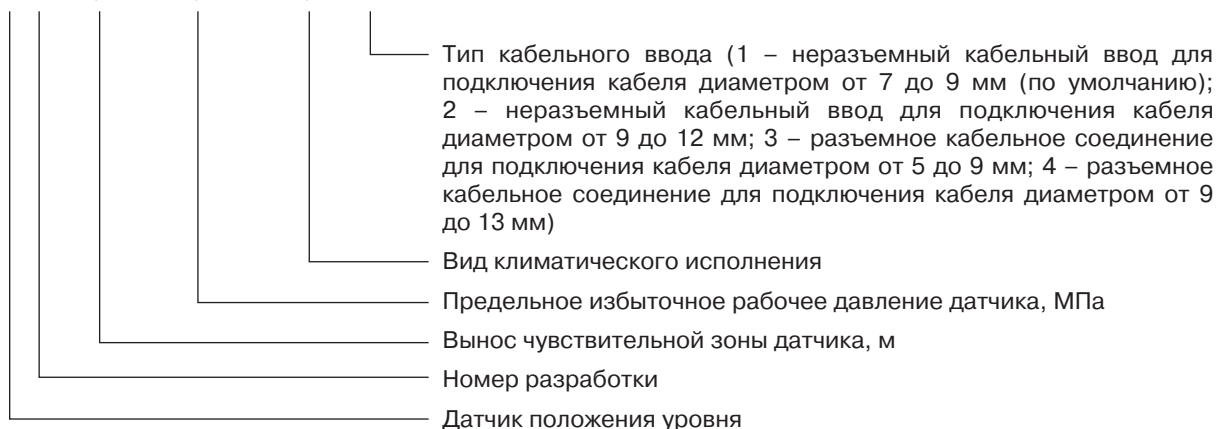 Тип кабельного ввода (1 – неразъемный кабельный ввод для
подключения кабеля диаметром от 7 до 9 мм (по умолчанию);
2 – неразъемный кабельный ввод для подключения кабеля
диаметром от 9 до 12 мм; 3 – разъемное кабельное соединение
для подключения кабеля диаметром от 5 до 9 мм; 4 – разъемное
кабельное соединение для подключения кабеля диаметром от 9
до 13 мм)
Вид климатического исполнения
Предельное избыточное рабочее давление датчика, МПа
Вынос чувствительной зоны датчика, м
Номер разработки
Датчик положения уровня